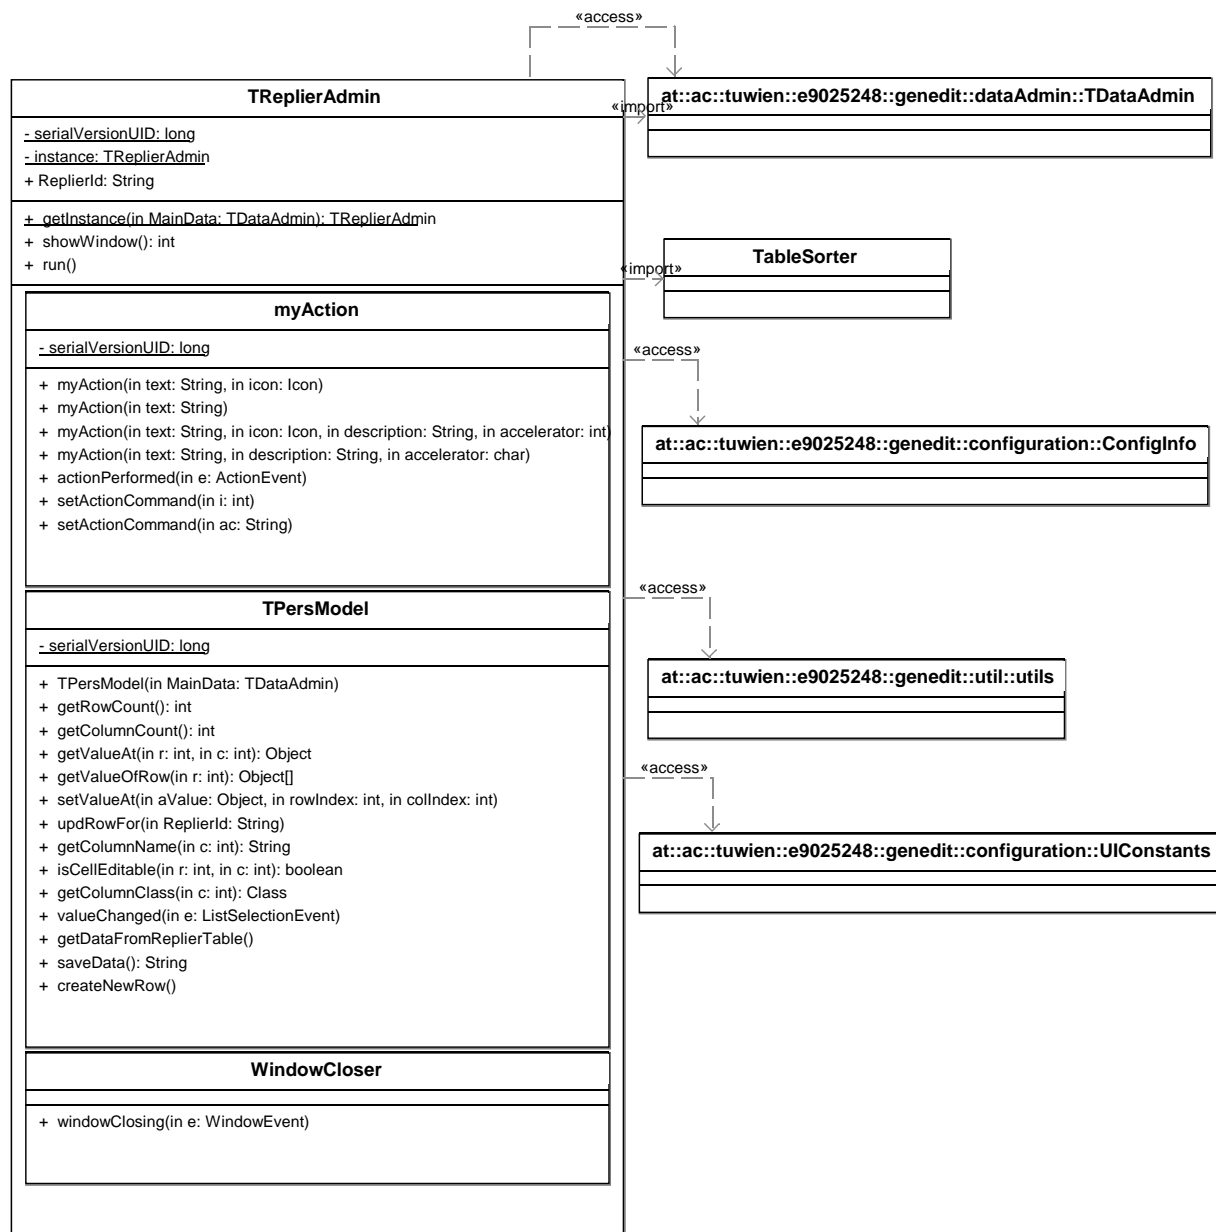 «access»
TReplierAdmin
- serialVersionUID: long
- instance: TReplierAdmin
+ ReplierId: String
+ getInstance(in MainData: TDataAdmin): TReplierAdmin
+ showWindow(): int
+ run()
«import»
at::ac::tuwien::e9025248::genedit::dataAdmin::TDataAdmin
«import»
TableSorter
myAction
- serialVersionUID: long
+ myAction(in text: String, in icon: Icon)
+ myAction(in text: String)
+ myAction(in text: String, in icon: Icon, in description: String, in accelerator: int)
+ myAction(in text: String, in description: String, in accelerator: char)
+ actionPerformed(in e: ActionEvent)
+ setActionCommand(in i: int)
+ setActionCommand(in ac: String)
«access»
at::ac::tuwien::e9025248::genedit::configuration::ConfigInfo
TPersModel
- serialVersionUID: long
+ TPersModel(in MainData: TDataAdmin)
+ getRowCount(): int
+ getColumnCount(): int
+ getValueAt(in r: int, in c: int): Object
+ getValueOfRow(in r: int): Object[]
+ setValueAt(in aValue: Object, in rowIndex: int, in colIndex: int)
+ updRowFor(in ReplierId: String)
+ getColumnName(in c: int): String
+ isCellEditable(in r: int, in c: int): boolean
+ getColumnClass(in c: int): Class
+ valueChanged(in e: ListSelectionEvent)
+ getDataFromReplierTable()
+ saveData(): String
+ createNewRow()
«access»
at::ac::tuwien::e9025248::genedit::util::utils
«access»
at::ac::tuwien::e9025248::genedit::configuration::UIConstants
WindowCloser
+ windowClosing(in e: WindowEvent)